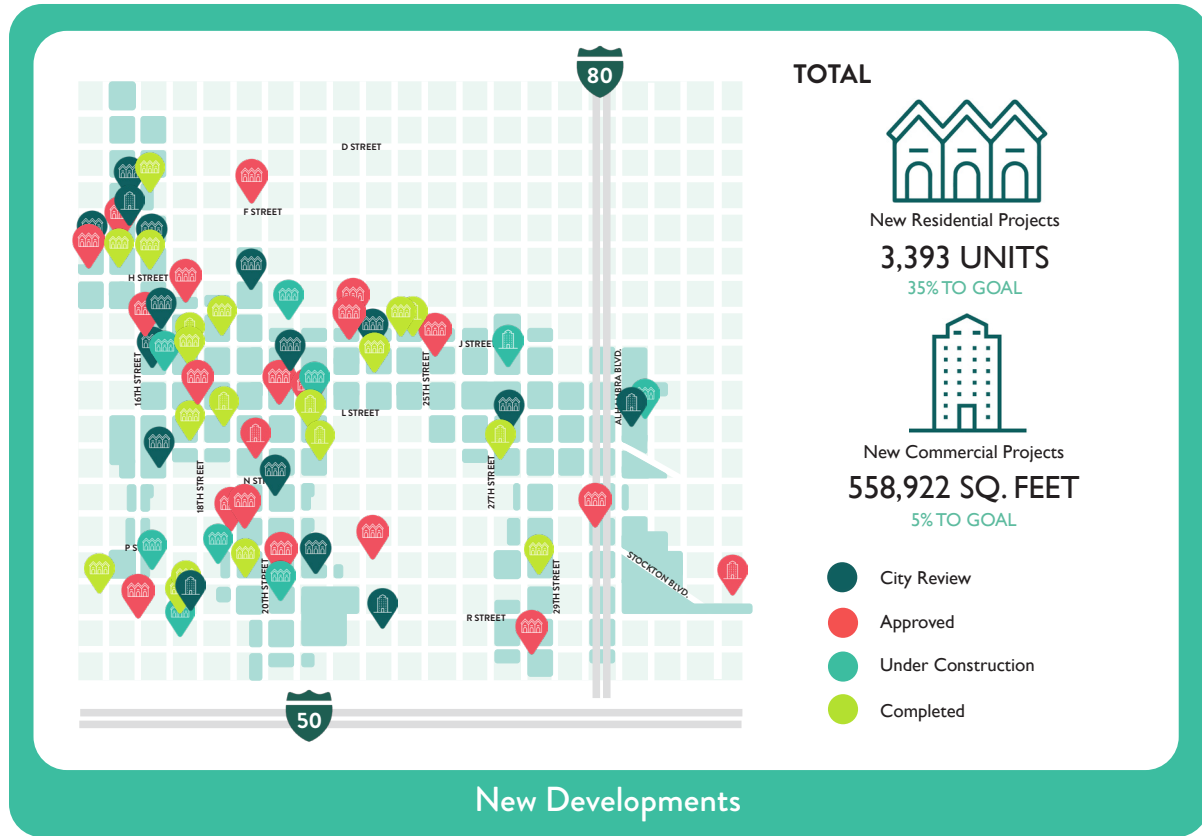 80
TOTAL
D STREET
F STREET
New Residential Projects
3,393 UNITS
35% TO GOAL
H STREET
J STREET
16TH STREET
25TH STREET
ALHAMBRA BLVD.
L STREET
New Commercial Projects
558,922 SQ. FEET
5% TO GOAL
18TH STREET
27TH STREET
P
20TH STREET
29TH STREET
STOCKTON BLVD.
R STREET
City Review
Approved
Under Construction
Completed
50
New Developments